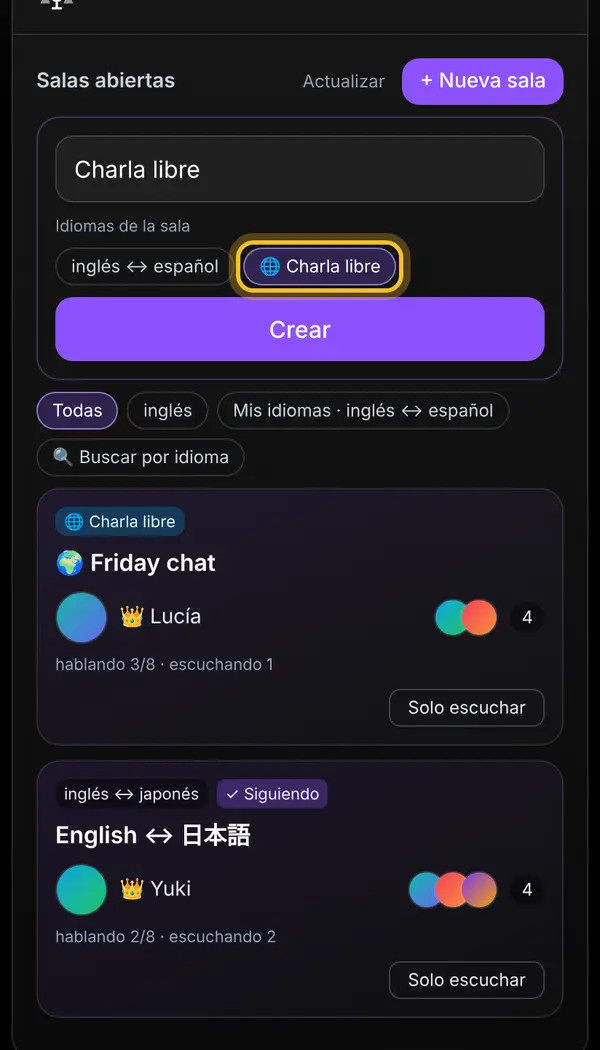 Salas abiertas Actualizar + Nueva sala
Charla libre
Idiomas de la sala
inglés ↔ español 🌐 Charla libre
Crear
Todas inglés Mis idiomas · inglés ↔ español
🔍 Buscar por idioma
🌐 Charla libre
🌍 Friday chat
👑 Lucía 4
hablando 3/8 · escuchando 1
Solo escuchar
inglés ↔ japonés ✓ Siguiendo
English ↔ 日本語
👑 Yuki 4
hablando 2/8 · escuchando 2
Solo escuchar